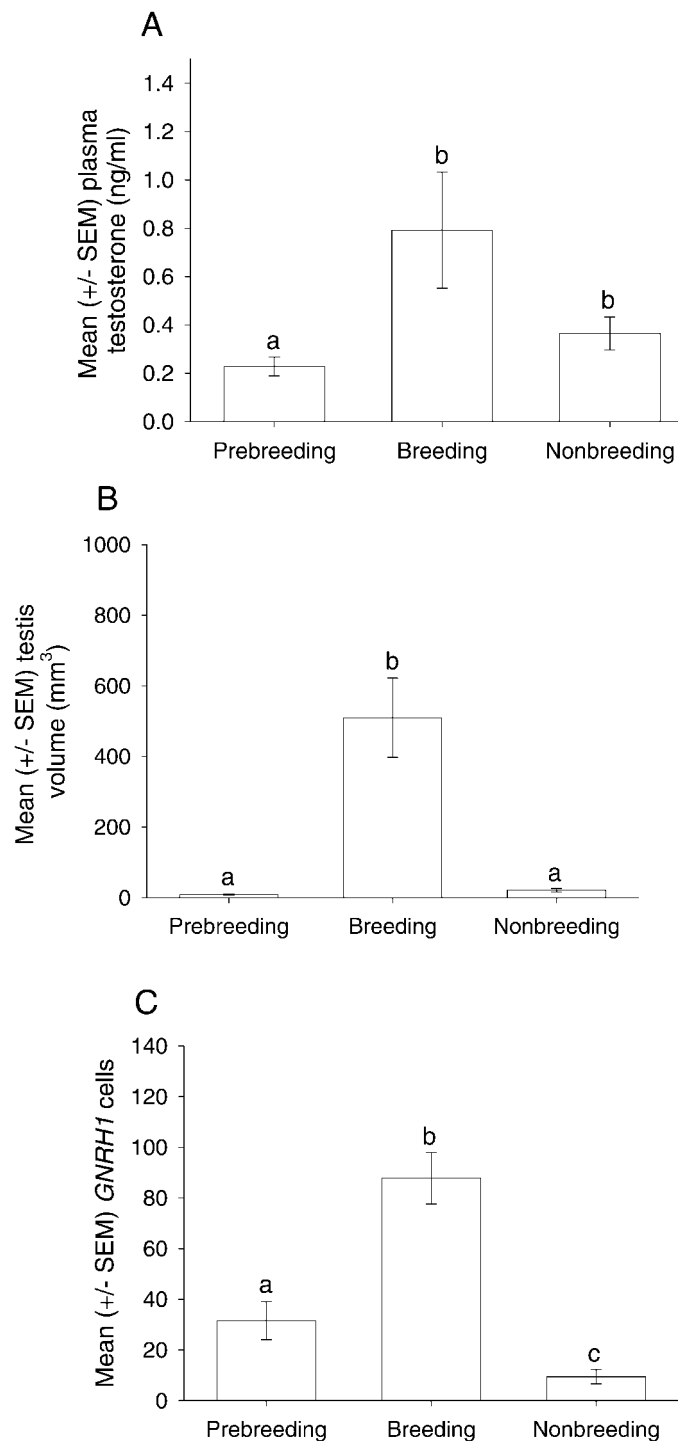 A
Mean (+/- SEM) plasma
testosterone (ng/ml)
1.4
1.2
1.0
0.8
0.6
0.4
0.2
0.0
a
b
b
Prebreeding Breeding Nonbreeding
B
Mean (+/- SEM) testis
volume (mm³)
1000
800
600
400
200
0
a
b
a
Prebreeding Breeding Nonbreeding
C
Mean (+/- SEM) GNRH1 cells
140
120
100
80
60
40
20
0
a
b
c
Prebreeding Breeding Nonbreeding